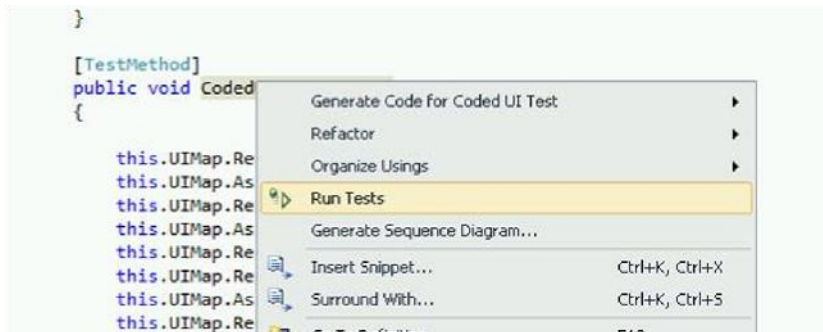 }
[TestMethod]
public void Coded
{
this.UIMap.Re
this.UIMap.As
this.UIMap.Re
this.UIMap.As
this.UIMap.Re
this.UIMap.Re
this.UIMap.As
this.UIMap.Re
Generate Code for Coded UI Test
Refactor
Organize Usings
Run Tests
Generate Sequence Diagram...
Insert Snippet... Ctrl+K, Ctrl+X
Surround With... Ctrl+K, Ctrl+S